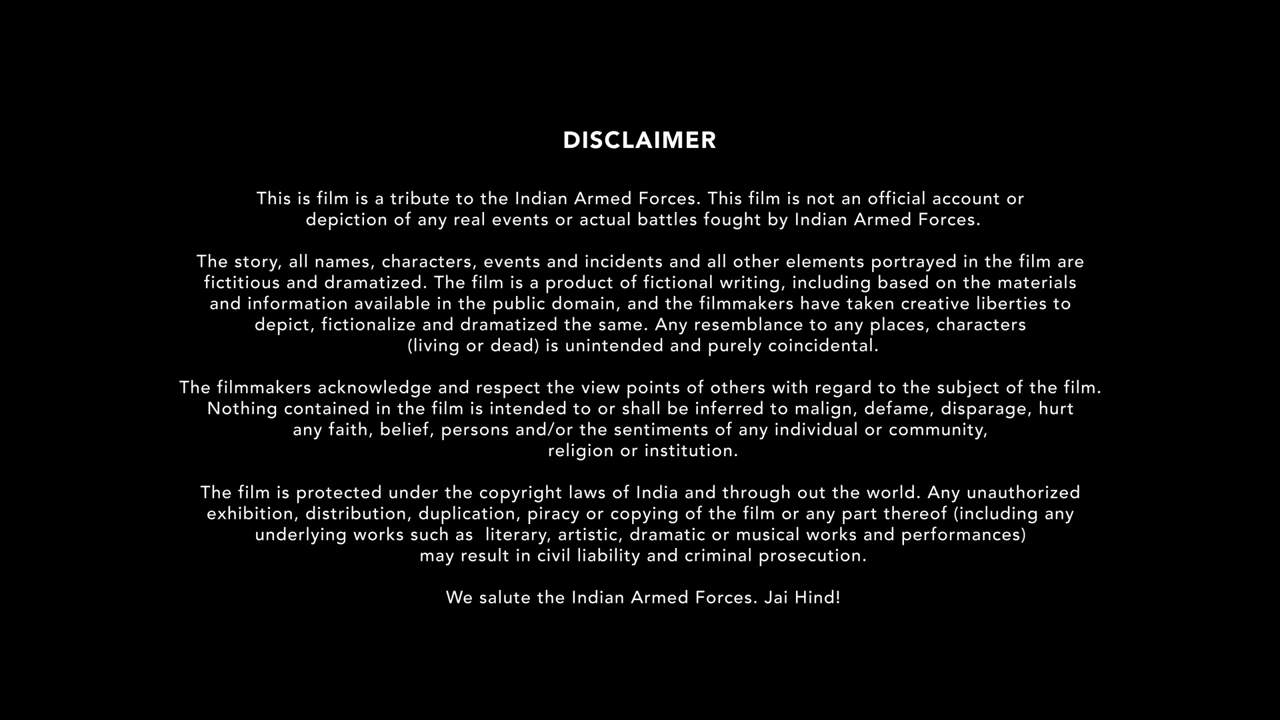 DISCLAIMER
This is film is a tribute to the Indian Armed Forces. This film is not an official account or
depiction of any real events or actual battles fought by Indian Armed Forces.
The story, all names, characters, events and incidents and all other elements portrayed in the film are
fictitious and dramatized. The film is a product of fictional writing, including based on the materials
and information available in the public domain, and the filmmakers have taken creative liberties to
depict, fictionalize and dramatized the same. Any resemblance to any places, characters
(living or dead) is unintended and purely coincidental.
The filmmakers acknowledge and respect the view points of others with regard to the subject of the film.
Nothing contained in the film is intended to or shall be inferred to malign, defame, disparage, hurt
any faith, belief, persons and/or the sentiments of any individual or community,
religion or institution.
The film is protected under the copyright laws of India and through out the world. Any unauthorized
exhibition, distribution, duplication, piracy or copying of the film or any part thereof (including any
underlying works such as  literary, artistic, dramatic or musical works and performances)
may result in civil liability and criminal prosecution.
We salute the Indian Armed Forces. Jai Hind!